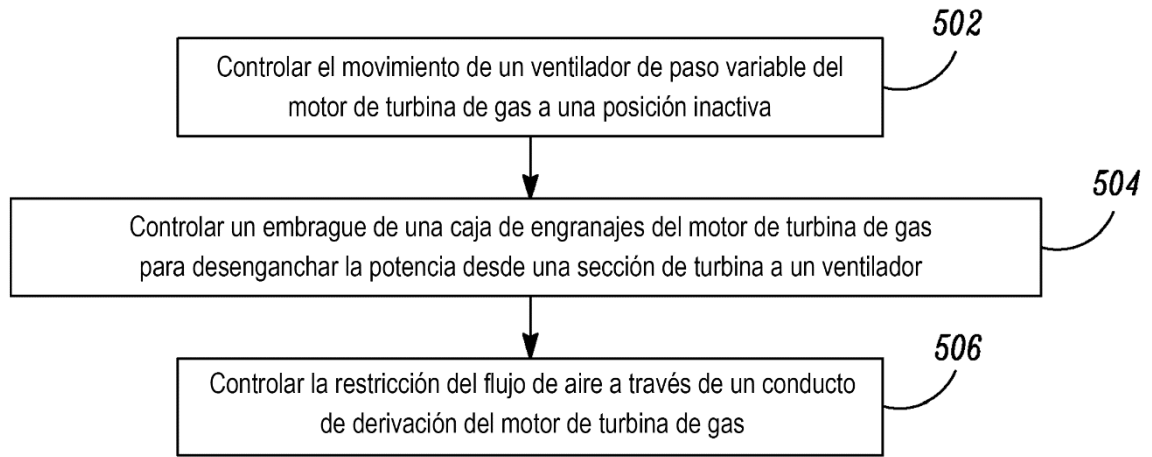 502
Controlar el movimiento de un ventilador de paso variable del
motor de turbina de gas a una posición inactiva
504
Controlar un embrague de una caja de engranajes del motor de turbina de gas
para desenganchar la potencia desde una sección de turbina a un ventilador
506
Controlar la restricción del flujo de aire a través de un conducto
de derivación del motor de turbina de gas